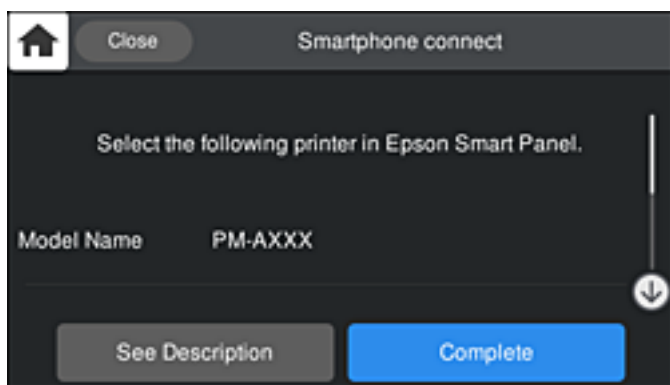 Close
Smartphone connect
Select the following printer in Epson Smart Panel.
Model Name PM-AXXX
See Description
Complete